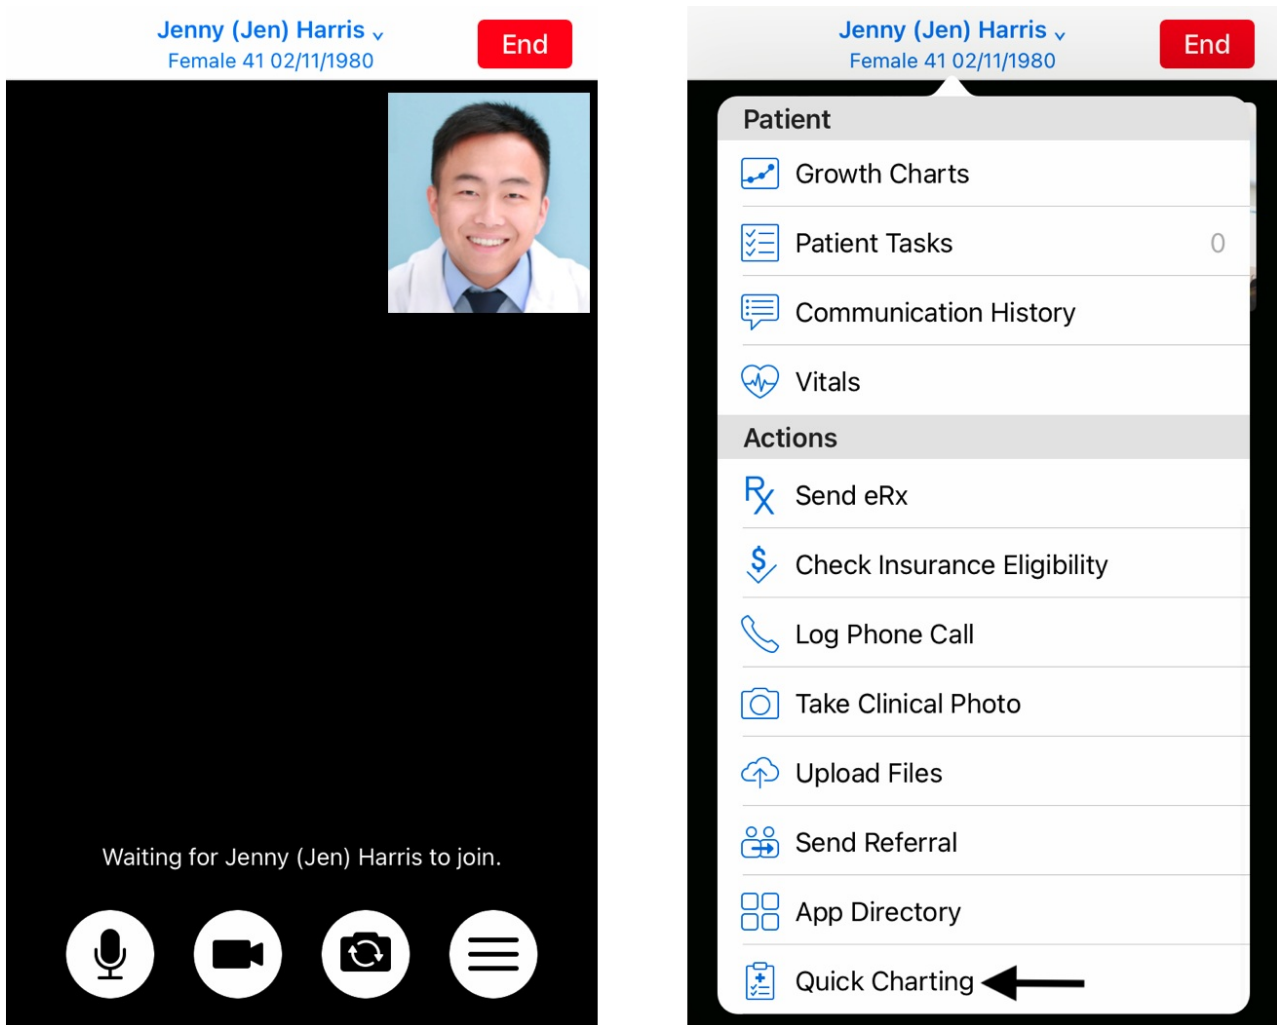 Jenny (Jen) Harris
End
Female 41 02/11/1980
Waiting for Jenny (Jen) Harris to join.
Jenny (Jen) Harris
End
Female 41 02/11/1980
Patient
Growth Charts
Patient Tasks 0
Communication History
Vitals
Actions
Rx Send eRx
$ Check Insurance Eligibility
Log Phone Call
Take Clinical Photo
Upload Files
Send Referral
App Directory
Quick Charting